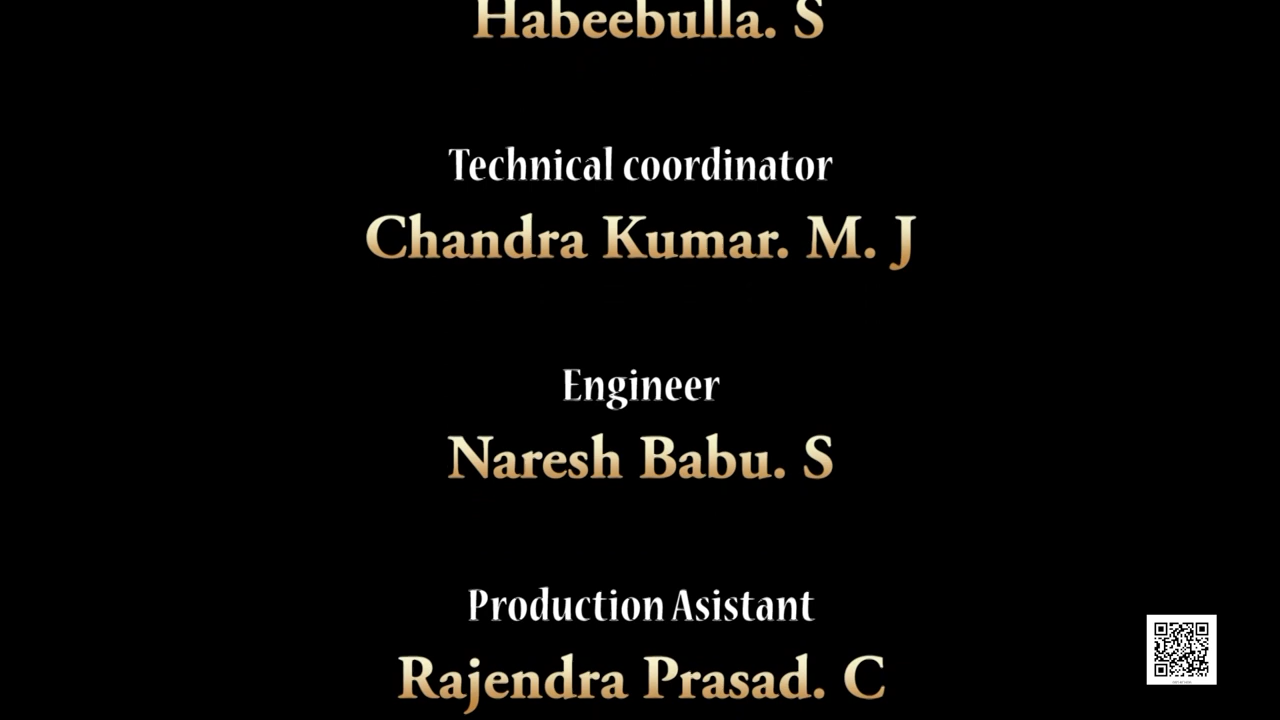 Habeebulla. S
Technical coordinator
Chandra Kumar. M. J
Engineer
Naresh Babu. S
Production Asistant
Rajendra Prasad. C